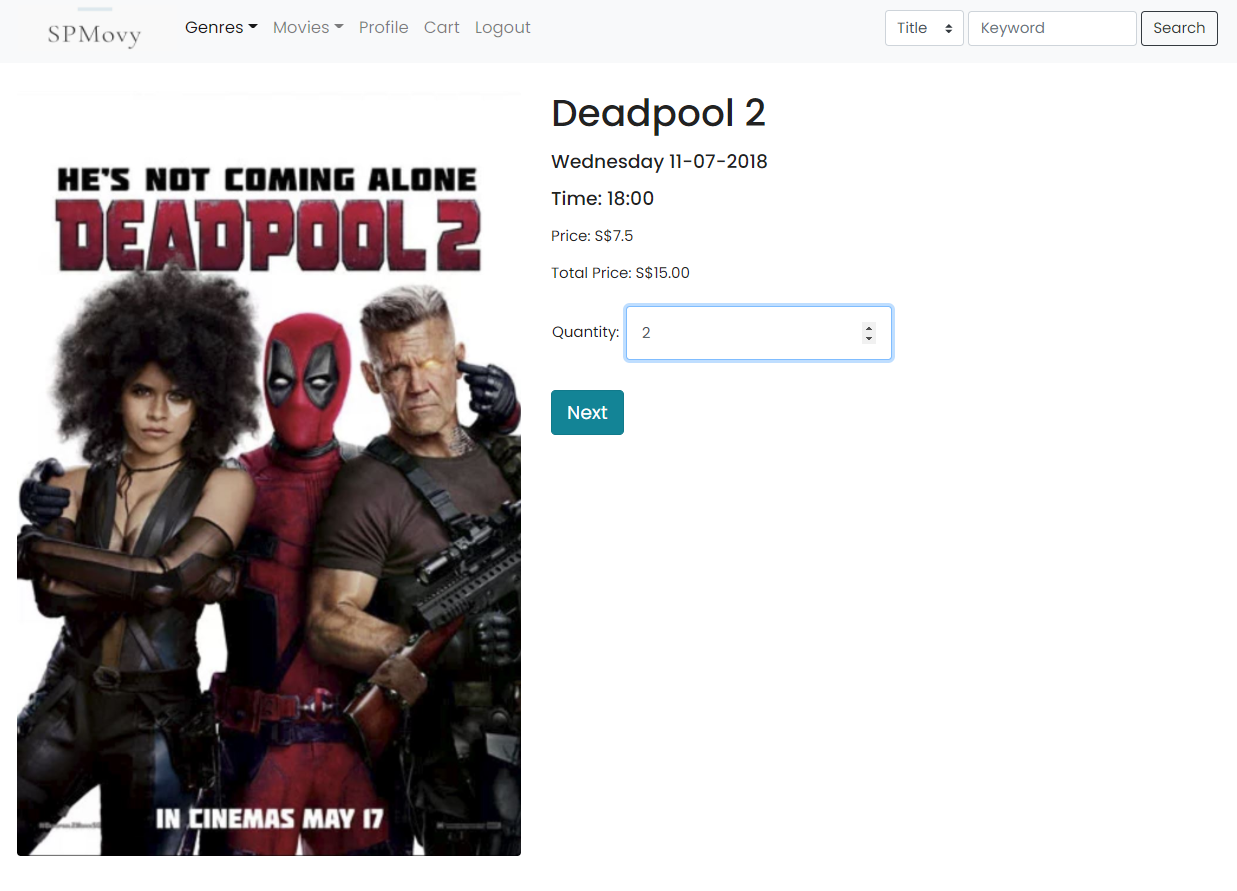 SPMovy
Genres Movies Profile Cart Logout
Title Keyword Search
HE'S NOT COMING ALONE
DEADPOOL 2
IN CINEMAS MAY 17
Deadpool 2
Wednesday 11-07-2018
Time: 18:00
Price: S$7.5
Total Price: S$15.00
Quantity: 2
Next